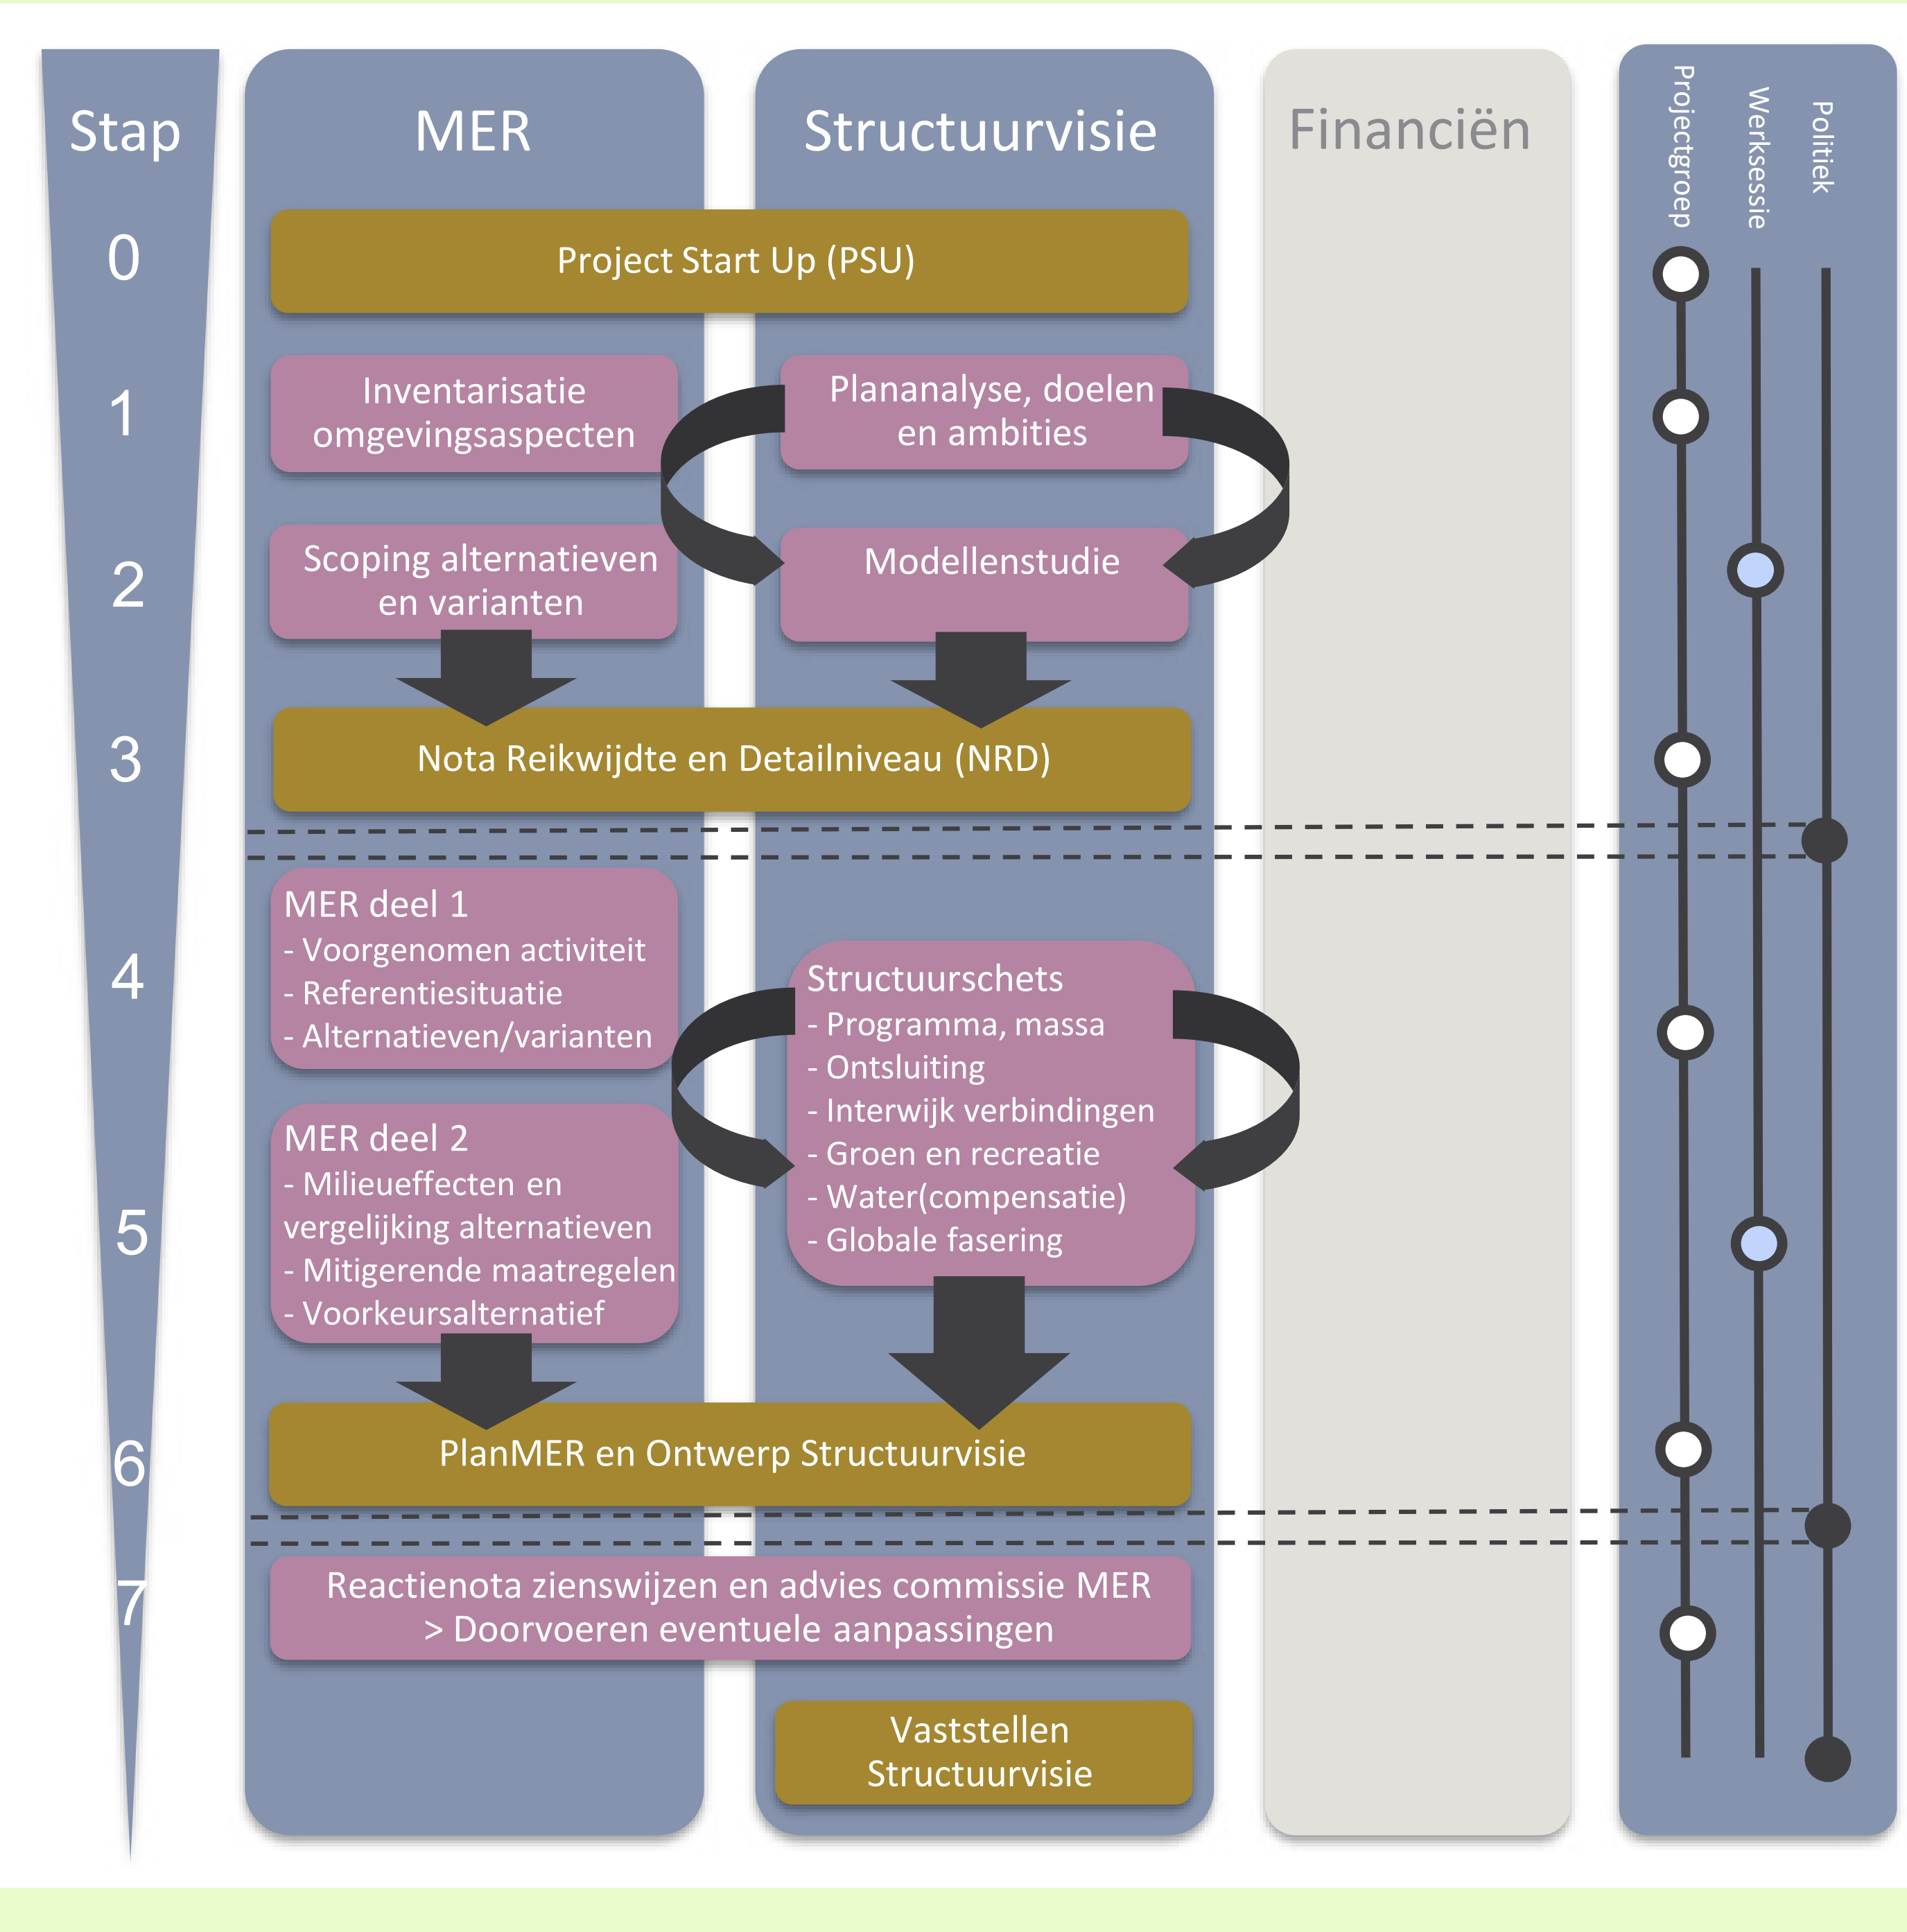 Stap
MER
Structuurvisie
Financiën
Projectgroep
Werksessie
Politiek
0
Project Start Up (PSU)
1
Inventarisatie
omgevingsaspecten
Plananalyse, doelen
en ambities
2
Scoping alternatieven
en varianten
Modellenstudie
3
Nota Reikwijdte en Detailniveau (NRD)
4
MER deel 1
- Voorgenomen activiteit
- Referentiesituatie
- Alternatieven/varianten
Structuurschets
- Programma, massa
- Ontsluiting
- Interwijk verbindingen
- Groen en recreatie
- Water(compensatie)
- Globale fasering
5
MER deel 2
- Milieueffecten en
vergelijking alternatieven
- Mitigerende maatregelen
- Voorkeursalternatief
6
PlanMER en Ontwerp Structuurvisie
7
Reactienota zienswijzen en advies commissie MER
> Doorvoeren eventuele aanpassingen
Vaststellen
Structuurvisie